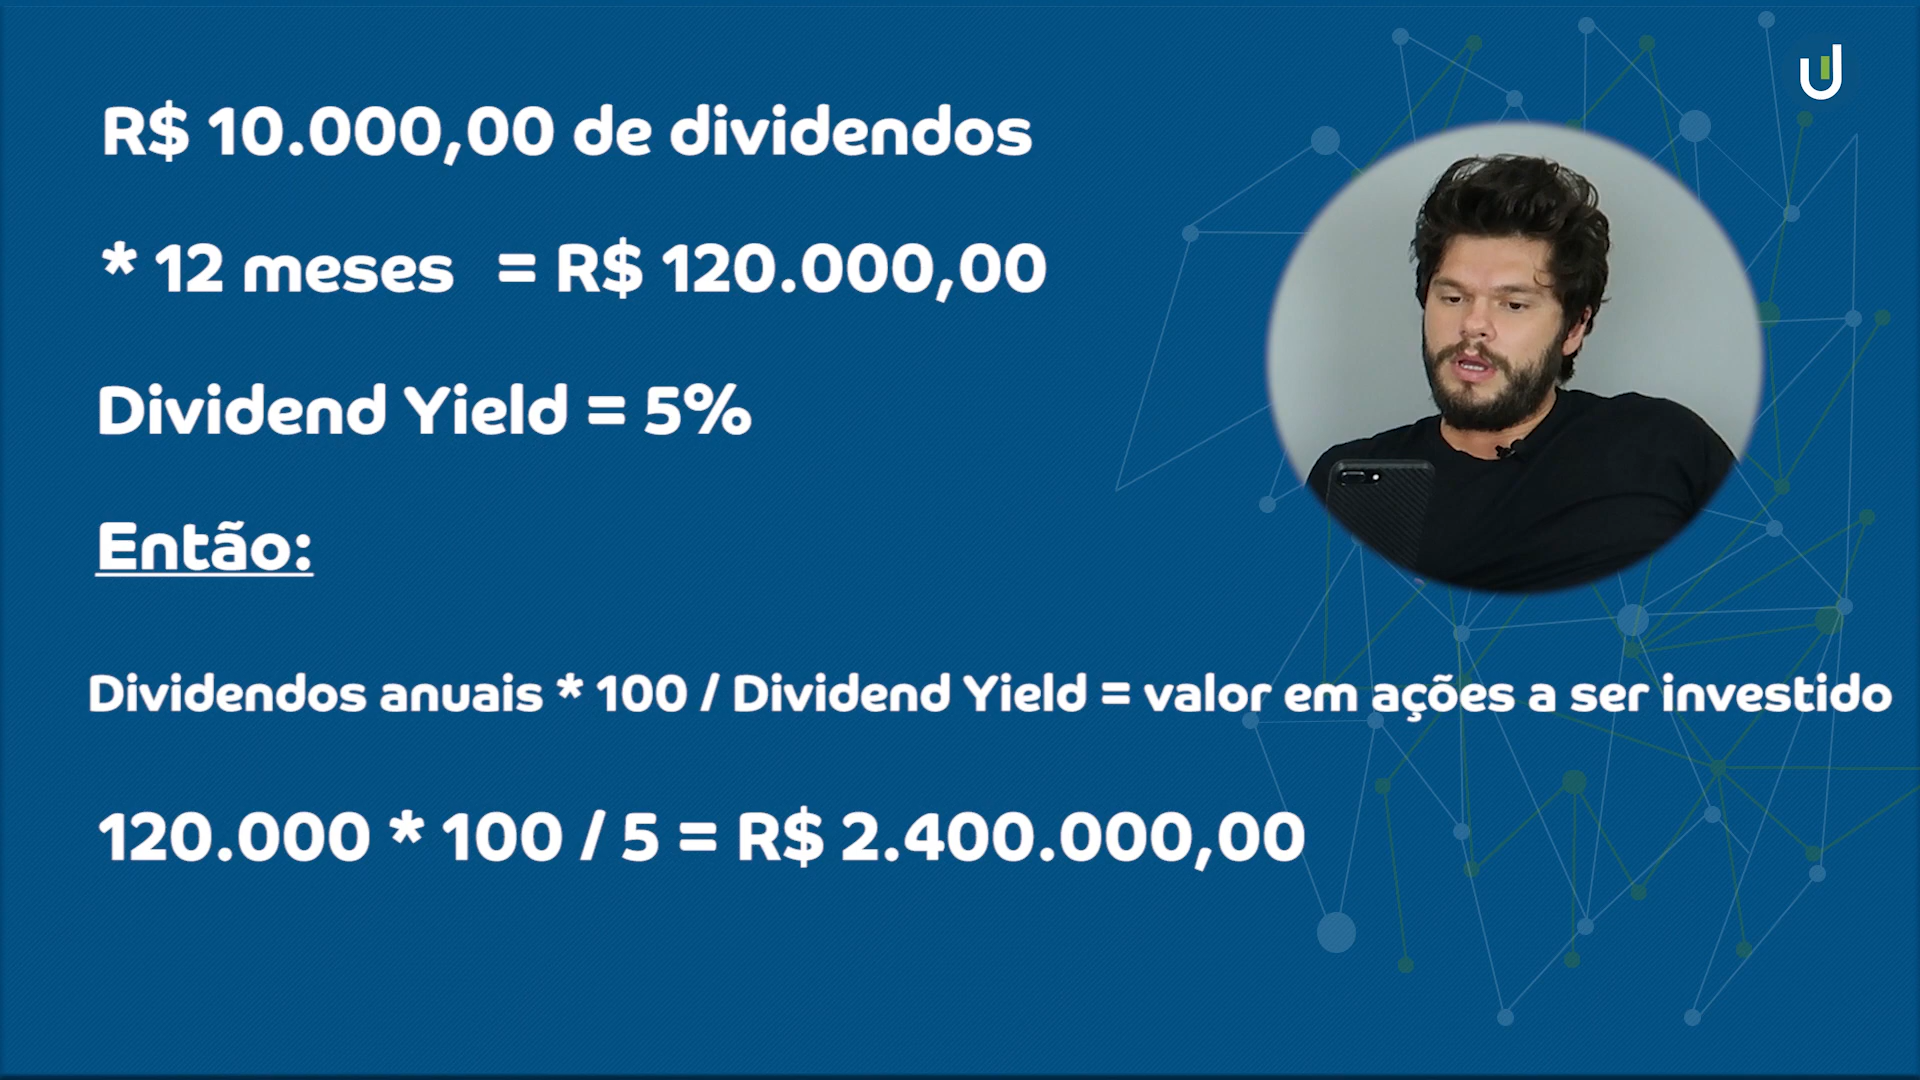 R$ 10.000,00 de dividendos
* 12 meses = R$ 120.000,00
Dividend Yield = 5%
Então:
Dividendos anuais * 100 / Dividend Yield = valor em ações a ser investido
120.000 * 100 / 5 = R$ 2.400.000,00